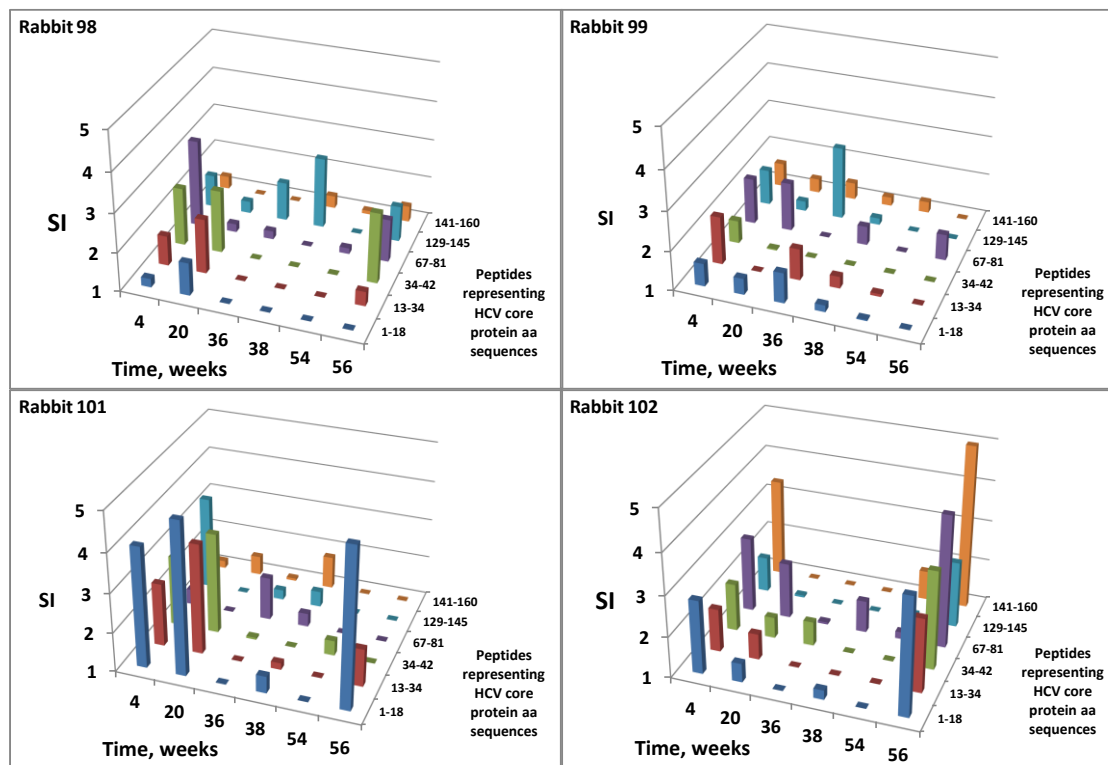 Rabbit 98
5
4
3
2
1
SI
4
20
36
38
54
56
Time, weeks
141-160
129-145
67-81
34-42
13-34
1-18
Peptides
representing
HCV core
protein aa
sequences
Rabbit 99
5
4
3
2
1
SI
4
20
36
38
54
56
Time, weeks
141-160
129-145
67-81
34-42
13-34
1-18
Peptides
representing
HCV core
protein aa
sequences
Rabbit 101
5
4
3
2
1
SI
4
20
36
38
54
56
Time, weeks
141-160
129-145
67-81
34-42
13-34
1-18
Peptides
representing
HCV core
protein aa
sequences
Rabbit 102
5
4
3
2
1
SI
4
20
36
38
54
56
Time, weeks
141-160
129-145
67-81
34-42
13-34
1-18
Peptides
representing
HCV core
protein aa
sequences